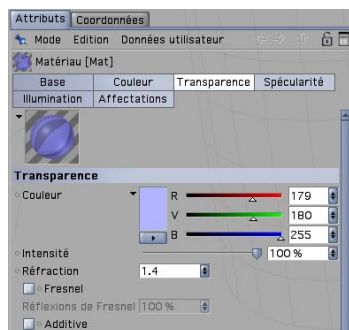 Attributs Coordonnées
Mode Edition Données utilisateur
Matériau [Mat]
Base Couleur Transparence Spécularité
Illumination Affectations
Transparence
Couleur R 179
V 180
B 255
Intensité 100 %
Réfraction 1.4
Fresnel
Réflexions de Fresnel 100 %
Additive